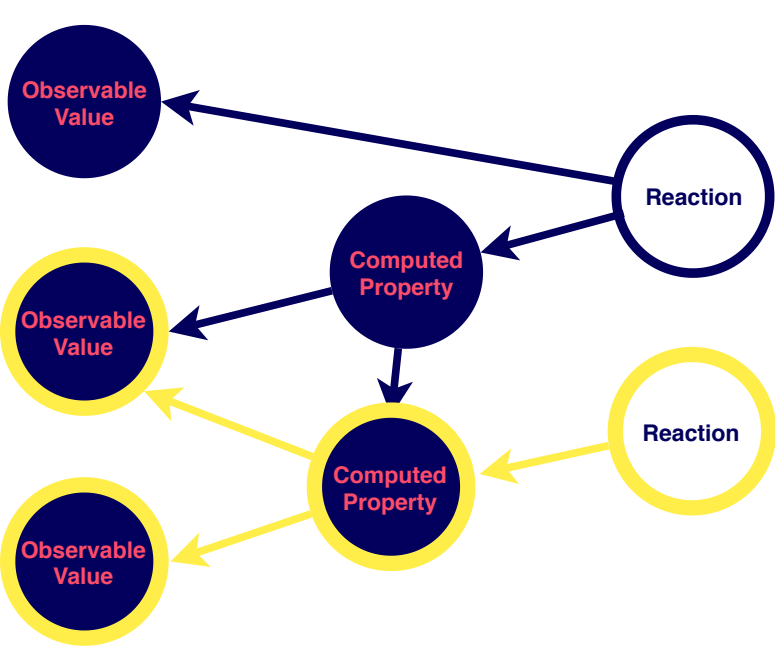 Observable
Value
Reaction
Computed
Property
Observable
Value
Reaction
Computed
Property
Observable
Value